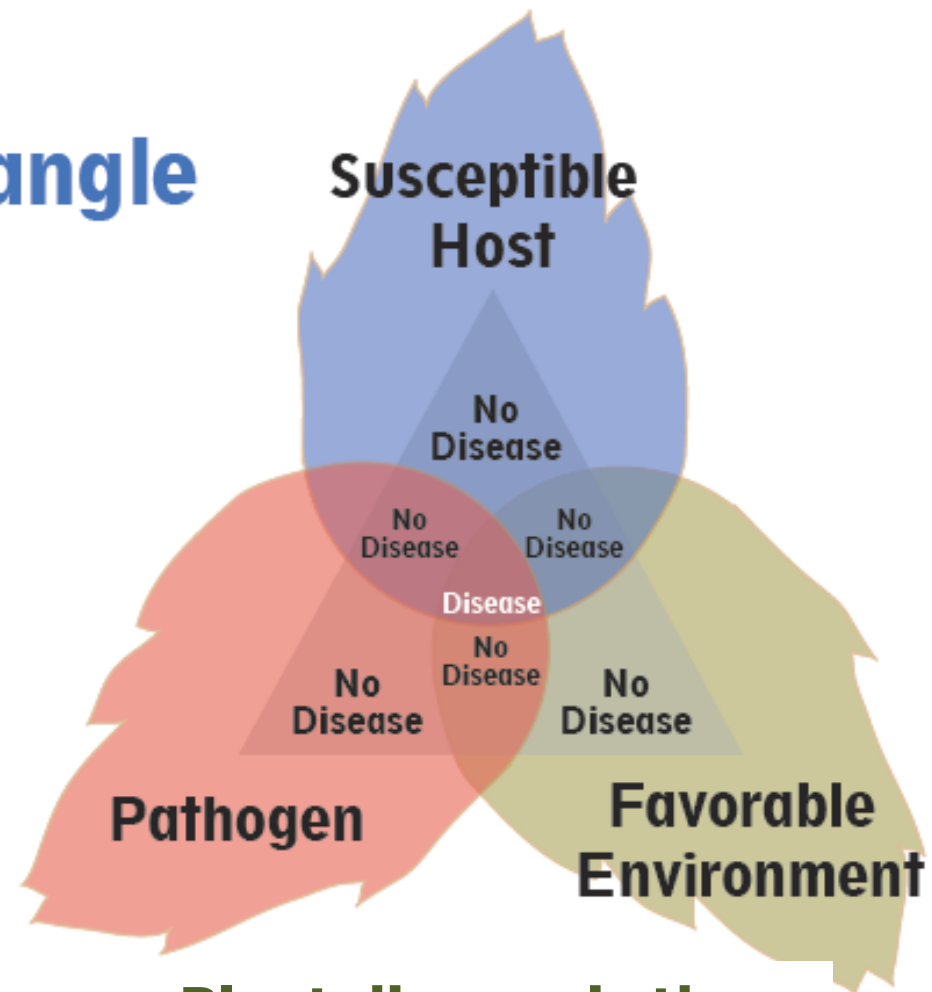 angle
Susceptible
Host
No
Disease
No
Disease
No
Disease
Disease
No
Disease
No
Disease
No
Disease
Pathogen
Favorable
Environment